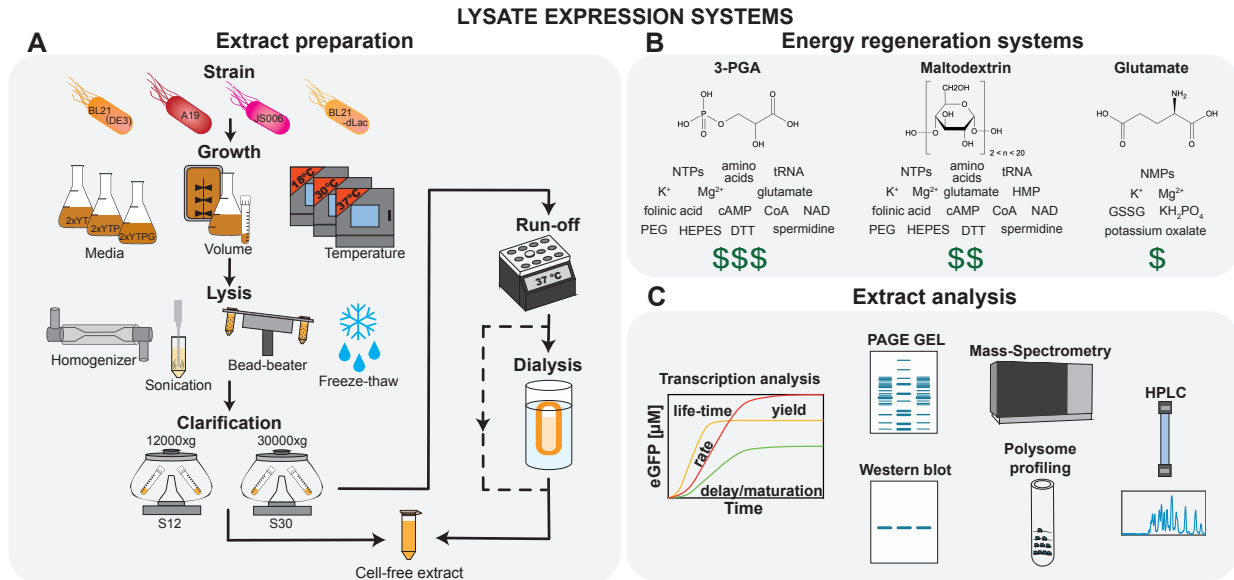 LYSATE EXPRESSION SYSTEMS
A
Extract preparation
Strain
BL21
(DE3)
A19
JS006
BL21
-dLac
Growth
2xYT
2xYTP
2xYTPG
Media
Volume
18°C
30°C
37°C
Temperature
Lysis
Homogenizer
Sonication
Bead-beater
Freeze-thaw
Clarification
12000xg
30000xg
S12
S30
Run-off
37 °C
Dialysis
Cell-free extract
B
Energy regeneration systems
3-PGA
OH
HO
P
O
O
OH
O
OH
NTPs amino acids tRNA
K⁺ Mg²⁺ glutamate
folinic acid cAMP CoA NAD
PEG HEPES DTT spermidine
$$$
Maltodextrin
CH2OH
O
OH
HO
O
OH
OH
2 < n < 20
NTPs amino acids tRNA
K⁺ Mg²⁺ glutamate HMP
folinic acid cAMP CoA NAD
PEG HEPES DTT spermidine
$$
Glutamate
NH₂
HO
OH
O
O
NMPs
K⁺ Mg²⁺
GSSG KH₂PO₄
potassium oxalate
$
C
Extract analysis
Transcription analysis
eGFP [µM]
life-time
yield
rate
delay/maturation
Time
PAGE GEL
Mass-Spectrometry
HPLC
Western blot
Polysome
profiling